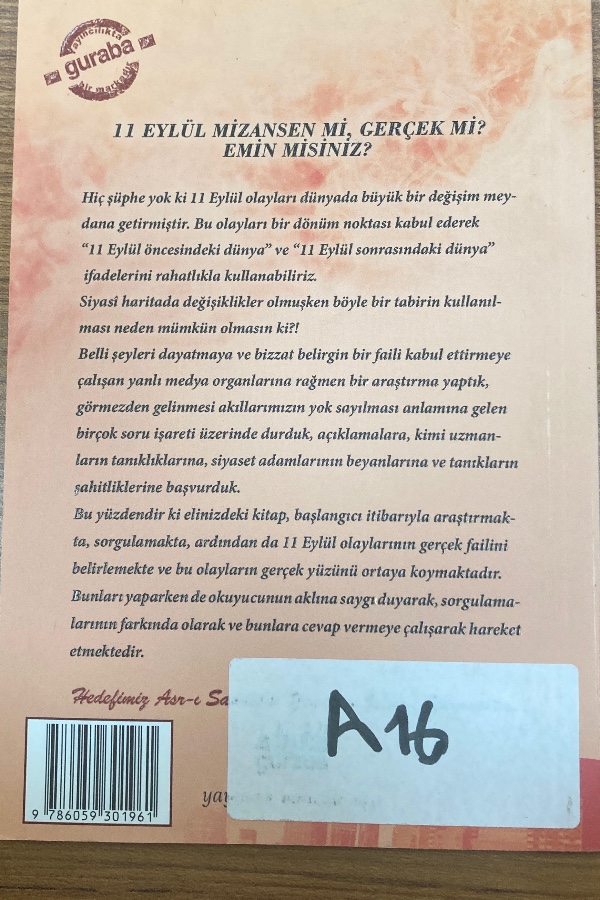 yayıncılıkta
guraba
bir markadır
11 EYLÜL MİZANSEN Mİ, GERÇEK Mİ?
EMİN MİSİNİZ?
Hiç şüphe yok ki 11 Eylül olayları dünyada büyük bir değişim mey-
dana getirmiştir. Bu olayları bir dönüm noktası kabul ederek
“11 Eylül öncesindeki dünya” ve “11 Eylül sonrasındaki dünya”
ifadelerini rahatlıkla kullanabiliriz.
Siyasî haritada değişiklikler olmuşken böyle bir tabirin kullanıl-
ması neden mümkün olmasın ki?!
Belli şeyleri dayatmaya ve bizzat belirgin bir faili kabul ettirmeye
çalışan yanlı medya organlarına rağmen bir araştırma yaptık,
görmezden gelinmesi akıllarımızın yok sayılması anlamına gelen
birçok soru işareti üzerinde durduk, açıklamalara, kimi uzman-
ların tanıklıklarına, siyaset adamlarının beyanlarına ve tanıkların
şahitliklerine başvurduk.
Bu yüzdendir ki elinizdeki kitap, başlangıcı itibarıyla araştırmak-
ta, sorgulamakta, ardından da 11 Eylül olaylarının gerçek failini
belirlemekte ve bu olayların gerçek yüzünü ortaya koymaktadır.
Bunları yaparken de okuyucunun aklına saygı duyarak, sorgulama-
larının farkında olarak ve bunlara cevap vermeye çalışarak hareket
etmektedir.
Hedefimiz Asr-ı Sa
A16
yay
9 786059 301961